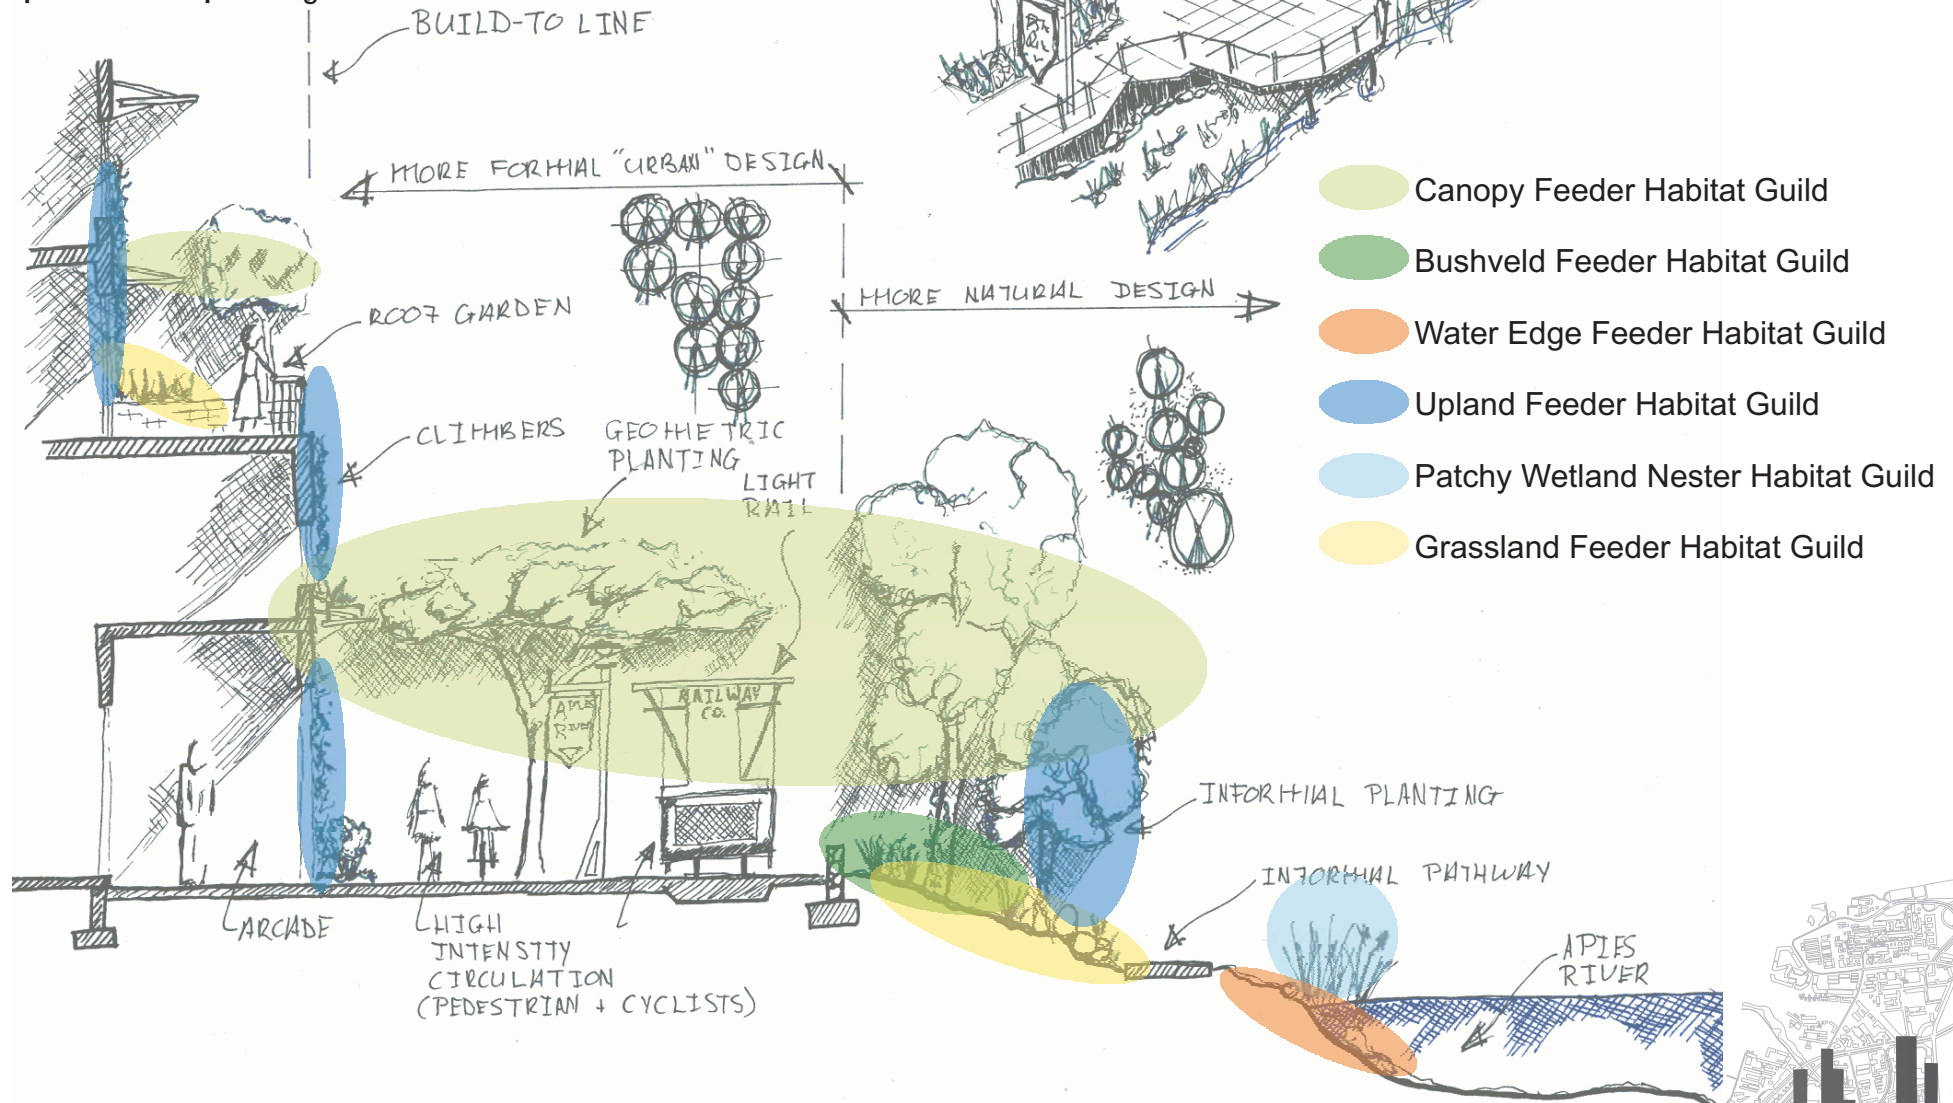 BUILD-TO LINE
MORE FORMAL "URBAN" DESIGN
MORE NATURAL DESIGN
ROOF GARDEN
CLIMBERS
GEOMETRIC
PLANTING
LIGHT
RAIL
RAILWAY
CO.
APIES
RIVER
INFORMAL PLANTING
INFORMAL PATHWAY
ARCADE
HIGH
INTENSITY
CIRCULATION
(PEDESTRIAN + CYCLISTS)
APIES
RIVER
Canopy Feeder Habitat Guild
Bushveld Feeder Habitat Guild
Water Edge Feeder Habitat Guild
Upland Feeder Habitat Guild
Patchy Wetland Nester Habitat Guild
Grassland Feeder Habitat Guild